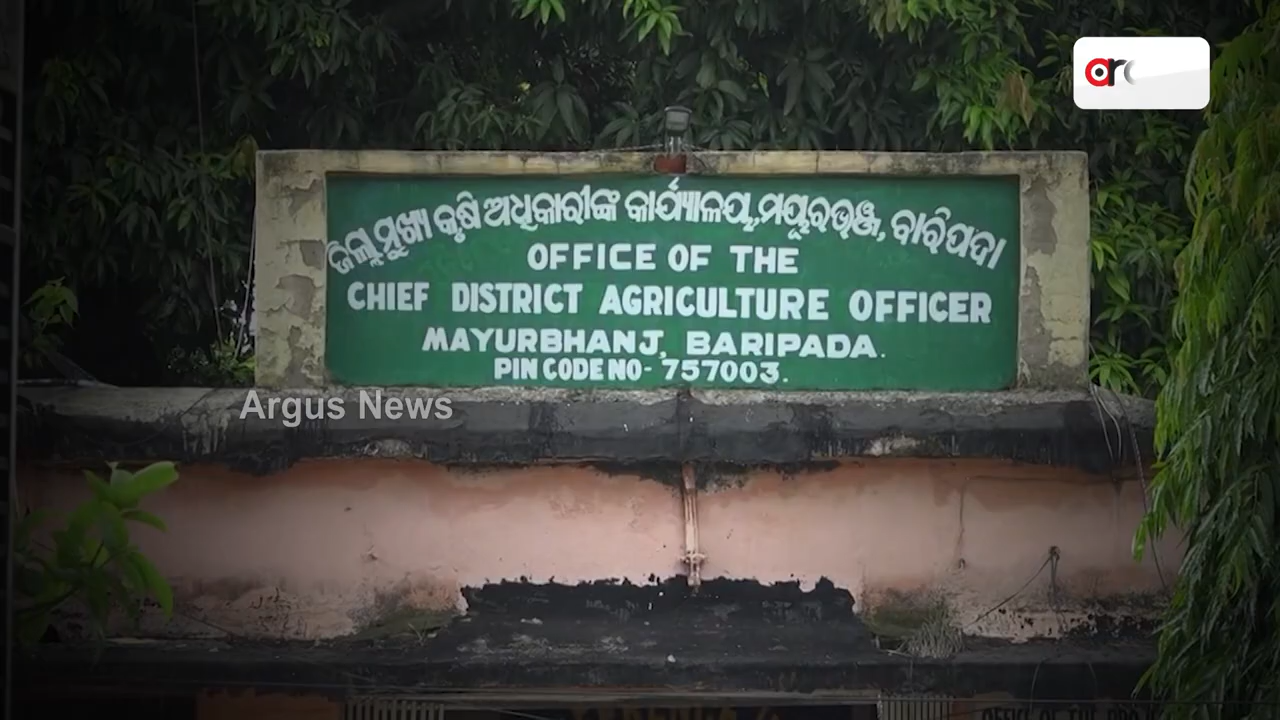 ଜିଲ୍ଲା ମୁଖ୍ୟ କୃଷି ଅଧିକାରୀଙ୍କ କାର୍ଯ୍ୟାଳୟ, ମୟୂରଭଞ୍ଜ, ବାରିପଦା
OFFICE OF THE
CHIEF DISTRICT AGRICULTURE OFFICER
MAYURBHANJ, BARIPADA.
PIN CODE NO- 757003.
Argus News